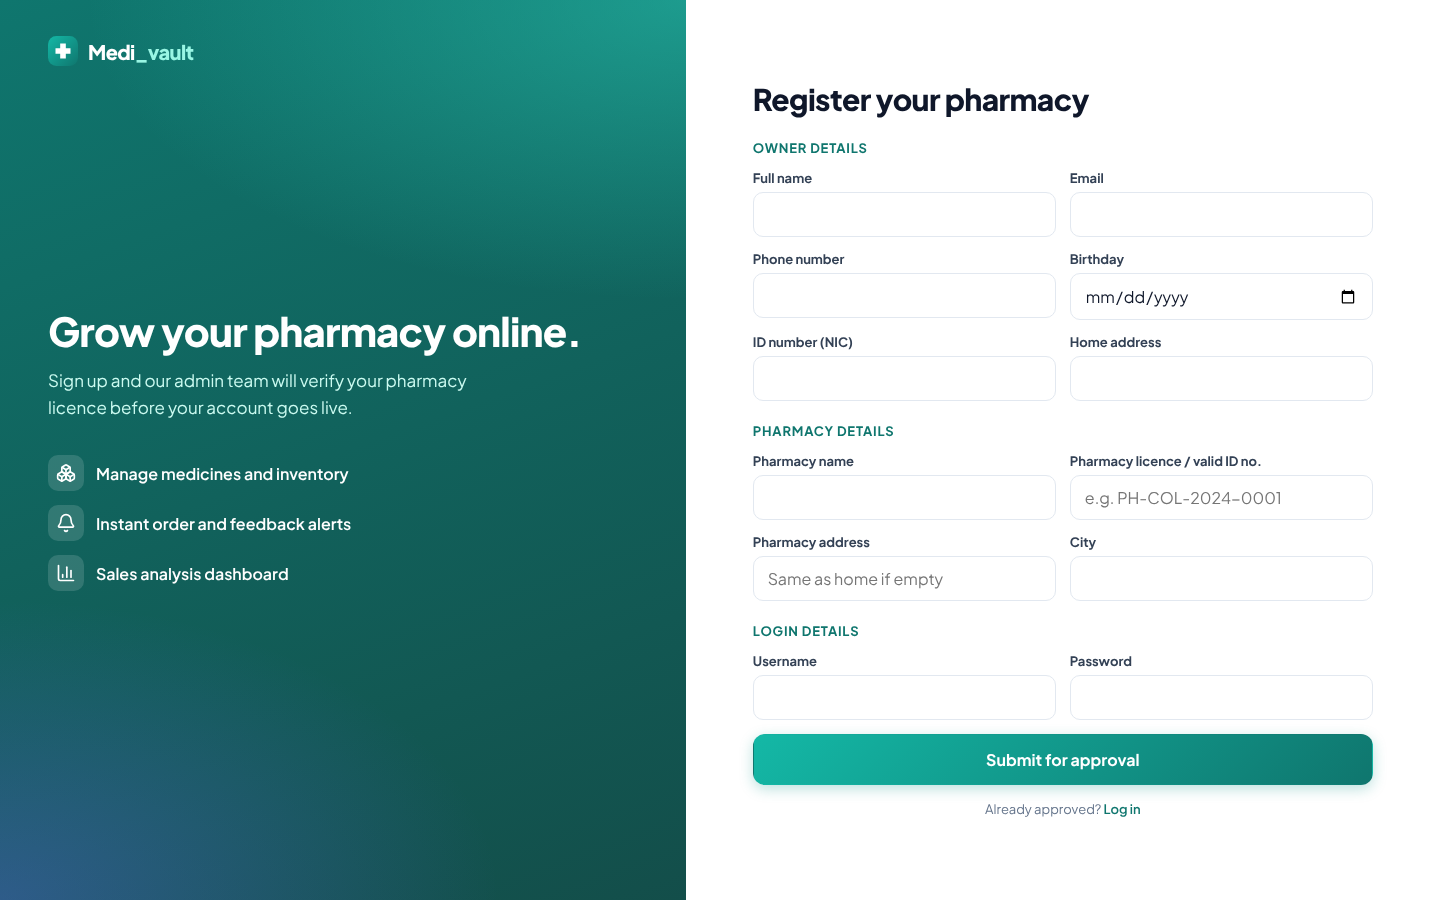 Medi_vault
Grow your pharmacy online.
Sign up and our admin team will verify your pharmacy
licence before your account goes live.
Manage medicines and inventory
Instant order and feedback alerts
Sales analysis dashboard
Register your pharmacy
OWNER DETAILS
Full name
Email
Phone number
Birthday
mm/dd/yyyy
ID number (NIC)
Home address
PHARMACY DETAILS
Pharmacy name
Pharmacy licence / valid ID no.
e.g. PH-COL-2024-0001
Pharmacy address
City
Same as home if empty
LOGIN DETAILS
Username
Password
Submit for approval
Already approved? Log in